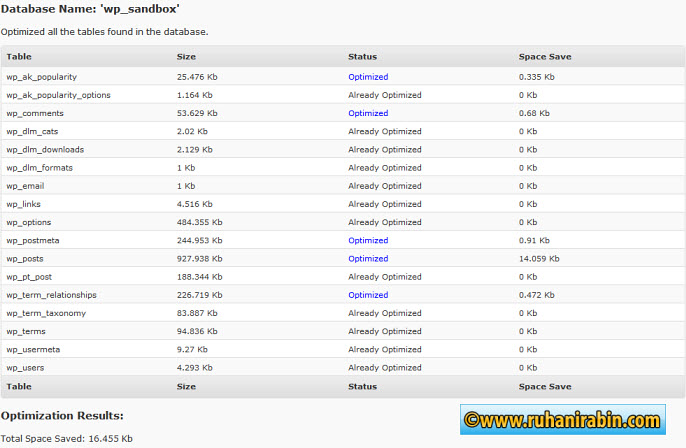 Database Name: 'wp_sandbox'
Optimized all the tables found in the database.
Table Size Status Space Save
wp_ak_popularity 25.476 Kb Optimized 0.335 Kb
wp_ak_popularity_options 1.164 Kb Already Optimized 0 Kb
wp_comments 53.629 Kb Optimized 0.68 Kb
wp_dlm_cats 2.02 Kb Already Optimized 0 Kb
wp_dlm_downloads 2.129 Kb Already Optimized 0 Kb
wp_dlm_formats 1 Kb Already Optimized 0 Kb
wp_email 1 Kb Already Optimized 0 Kb
wp_links 4.516 Kb Already Optimized 0 Kb
wp_options 484.355 Kb Already Optimized 0 Kb
wp_postmeta 244.953 Kb Optimized 0.91 Kb
wp_posts 927.938 Kb Optimized 14.059 Kb
wp_pt_post 188.344 Kb Already Optimized 0 Kb
wp_term_relationships 226.719 Kb Optimized 0.472 Kb
wp_term_taxonomy 83.887 Kb Already Optimized 0 Kb
wp_terms 94.836 Kb Already Optimized 0 Kb
wp_usermeta 9.27 Kb Already Optimized 0 Kb
wp_users 4.293 Kb Already Optimized 0 Kb
Table Size Status Space Save
Optimization Results:
©www.ruhanirabin.com
Total Space Saved: 16.455 Kb